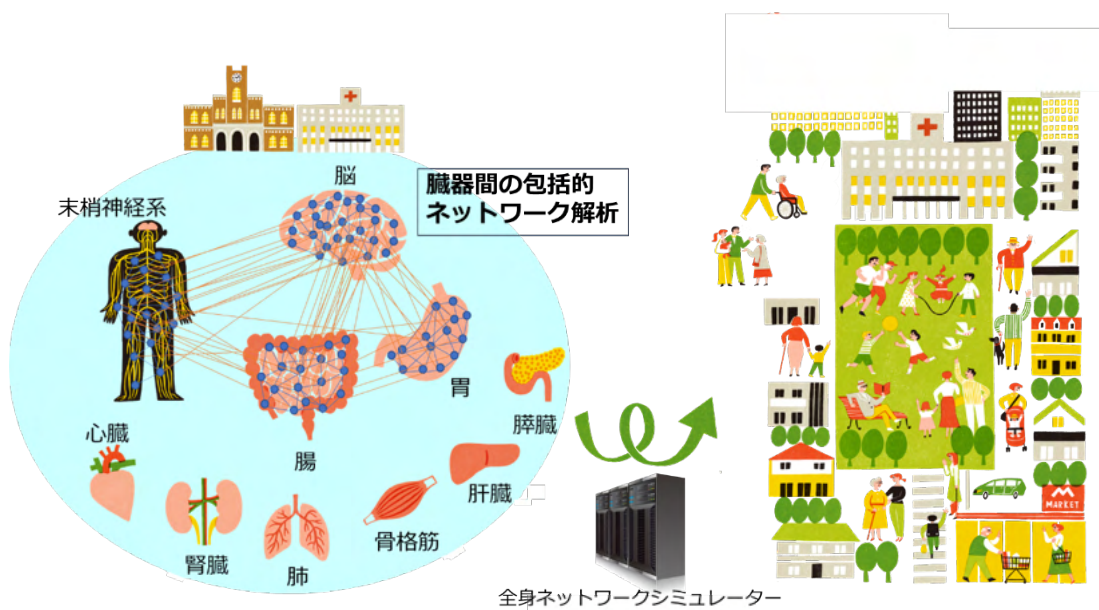 脳
臓器間の包括的
ネットワーク解析
末梢神経系
胃
膵臓
心臓
腸
肝臓
骨格筋
腎臓
肺
全身ネットワークシミュレーター
M
MARKET